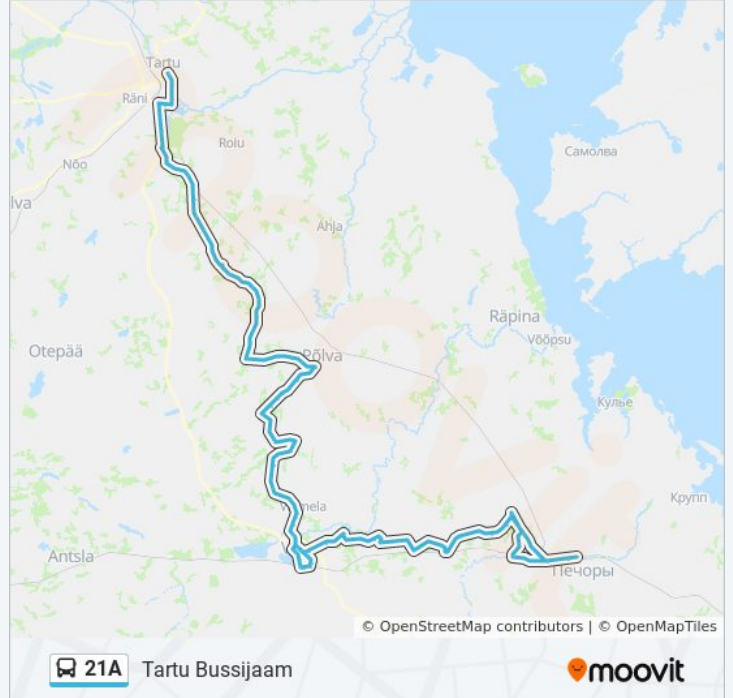 Tartu
Räni
Roiu
Nõo
lva
Ahja
Самолва
Räpina
Võõpsu
Otepää
Põlva
Кулье
Крупп
Antsla
Печоры
© OpenStreetMap contributors | © OpenMapTiles
21A Tartu Bussijaam
moovit